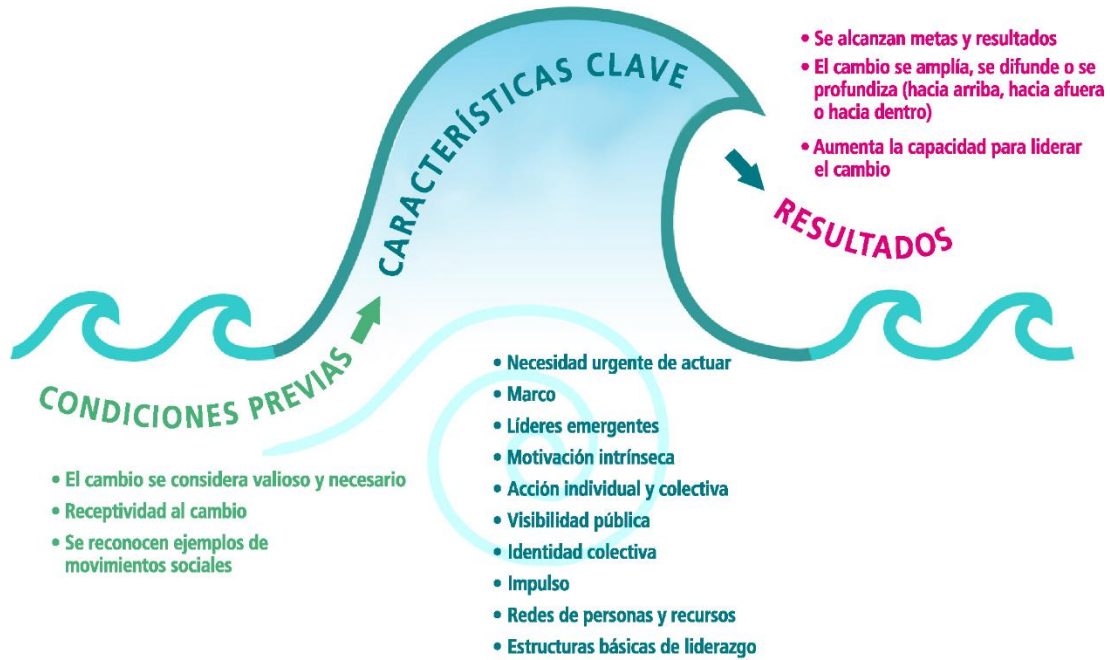 CONDICIONES PREVIAS
• El cambio se considera valioso y necesario
• Receptividad al cambio
• Se reconocen ejemplos de
movimientos sociales
CARACTERÍSTICAS CLAVE
• Necesidad urgente de actuar
• Marco
• Líderes emergentes
• Motivación intrínseca
• Acción individual y colectiva
• Visibilidad pública
• Identidad colectiva
• Impulso
• Redes de personas y recursos
• Estructuras básicas de liderazgo
RESULTADOS
• Se alcanzan metas y resultados
• El cambio se amplía, se difunde o se
profundiza (hacia arriba, hacia afuera
o hacia dentro)
• Aumenta la capacidad para liderar
el cambio